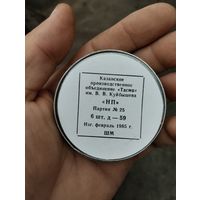 Казанское
производственное
объединение «Тасма»
им. В. В. Куйбышева
«НП»
Партия № 25
6 шт. д — 59
Изг. февраль 1985 г.
ШМ